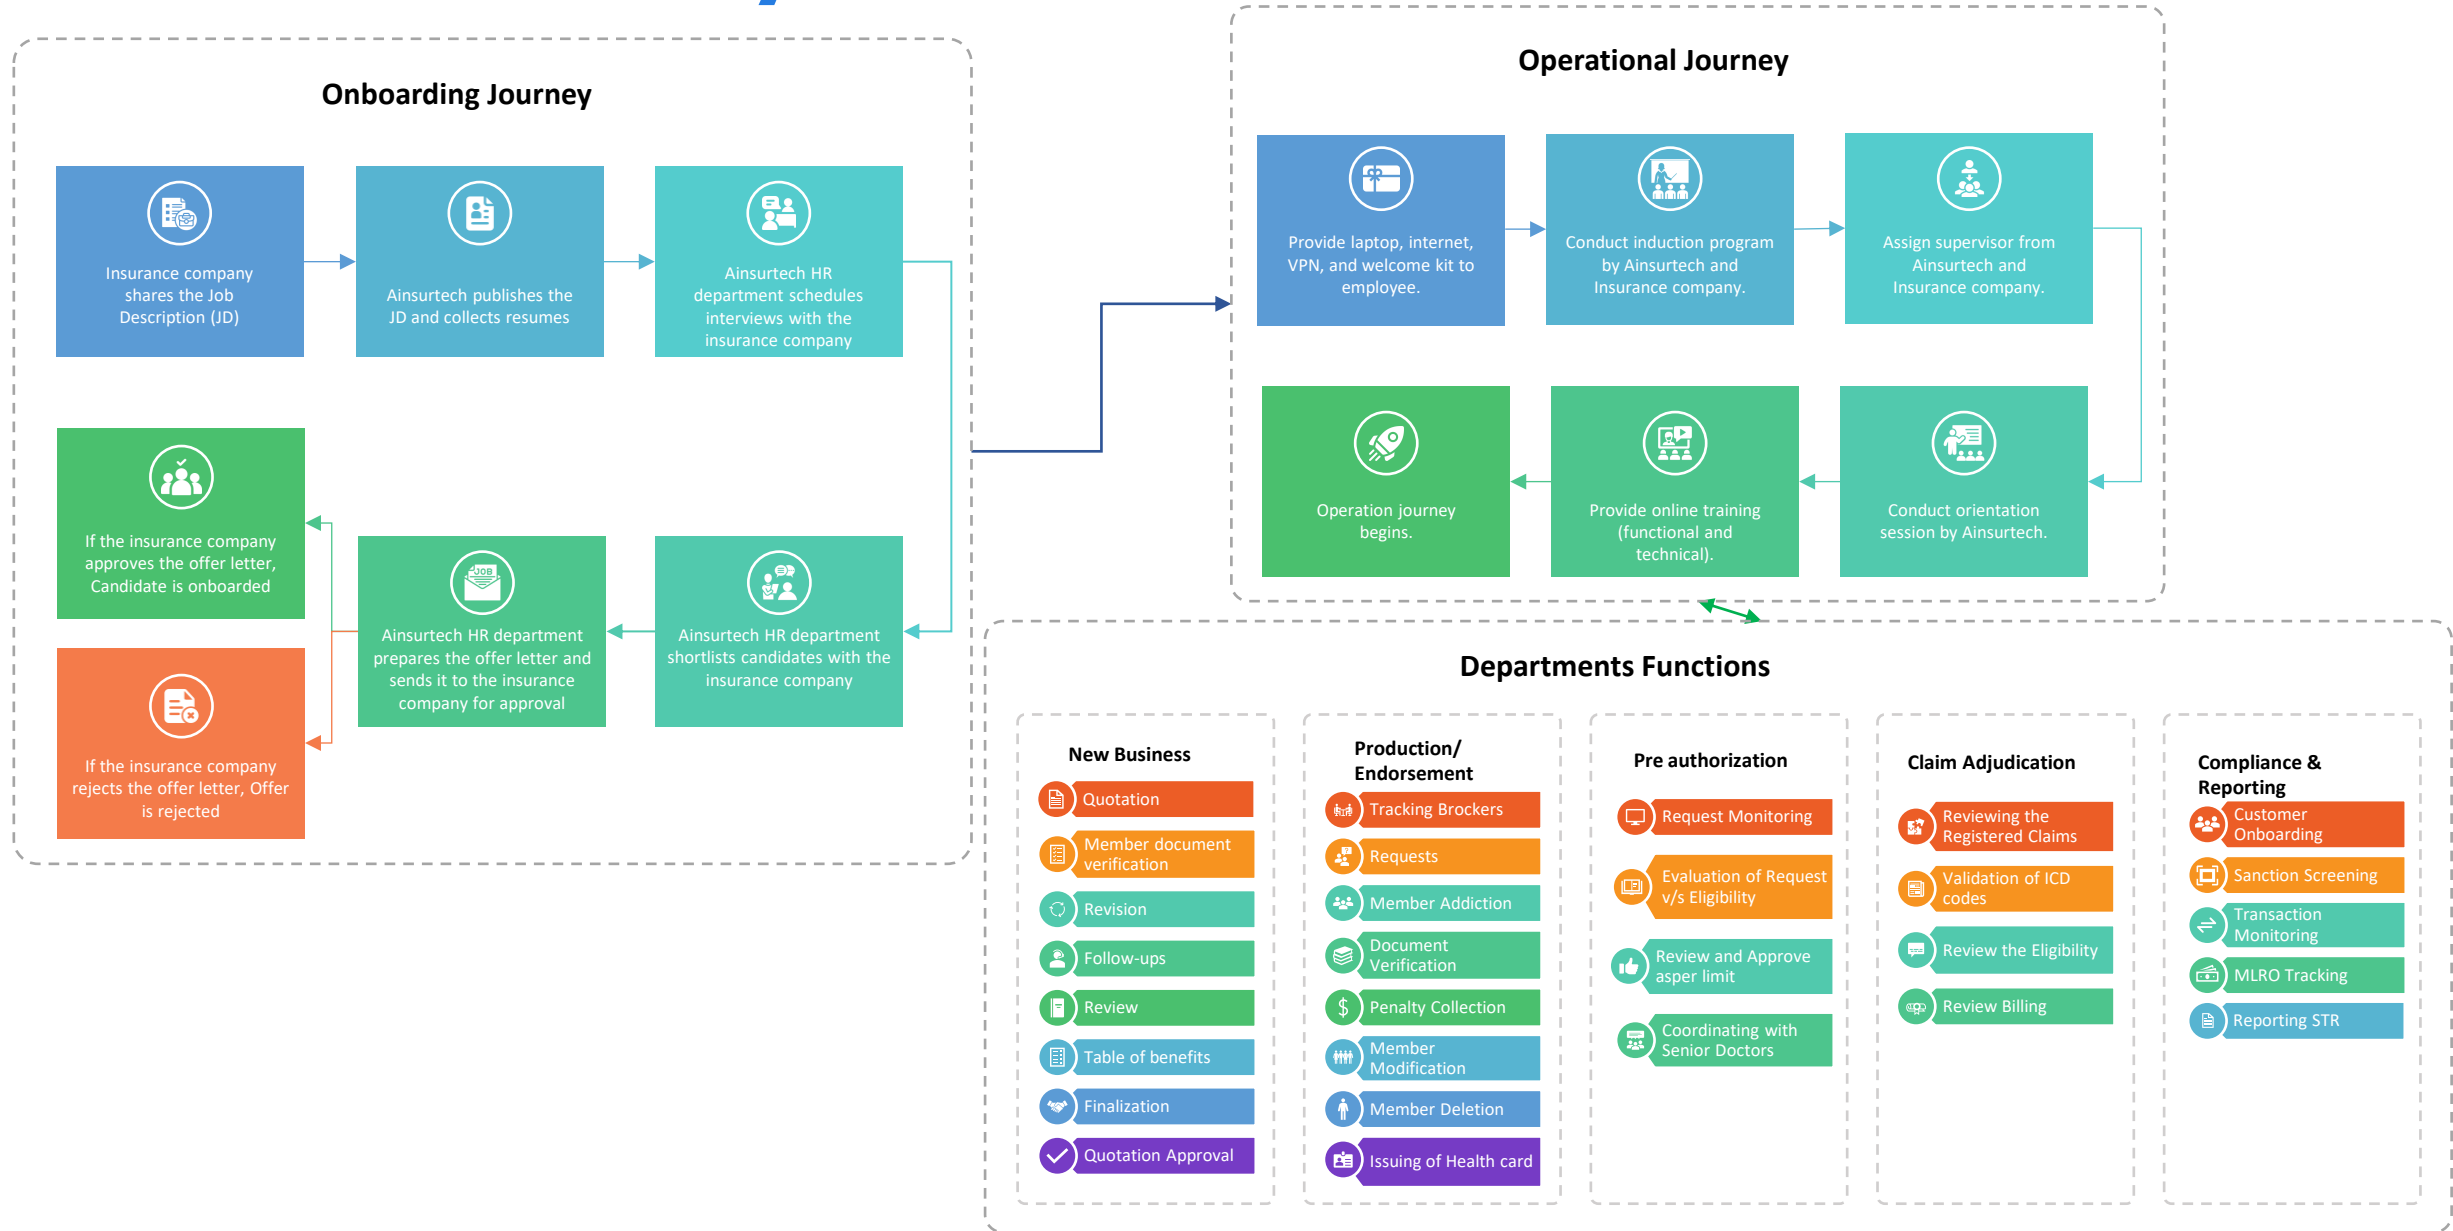 Onboarding Journey
Insurance company
shares the Job
Description (JD)
Ainsurtech publishes the
JD and collects resumes
Ainsurtech HR
department schedules
interviews with the
insurance company
If the insurance company
approves the offer letter,
Candidate is onboarded
If the insurance company
rejects the offer letter, Offer
is rejected
Ainsurtech HR department
prepares the offer letter and
sends it to the insurance
company for approval
JOB
Ainsurtech HR department
shortlists candidates with the
insurance company
Operational Journey
Provide laptop, internet,
VPN, and welcome kit to
employee.
Conduct induction program
by Ainsurtech and
Insurance company.
Assign supervisor from
Ainsurtech and
Insurance company.
Operation journey
begins.
Provide online training
(functional and
technical).
Conduct orientation
session by Ainsurtech.
Departments Functions
New Business
Quotation
Member document
verification
Revision
Follow-ups
Review
Table of benefits
Finalization
Quotation Approval
Production/
Endorsement
Tracking Brockers
Requests
Member Addiction
Document
Verification
Penalty Collection
Member
Modification
Member Deletion
Issuing of Health card
Pre authorization
Request Monitoring
Evaluation of Request
v/s Eligibility
Review and Approve
asper limit
Coordinating with
Senior Doctors
Claim Adjudication
Reviewing the
Registered Claims
Validation of ICD
codes
Review the Eligibility
Review Billing
Compliance &
Reporting
Customer
Onboarding
Sanction Screening
Transaction
Monitoring
MLRO Tracking
Reporting STR